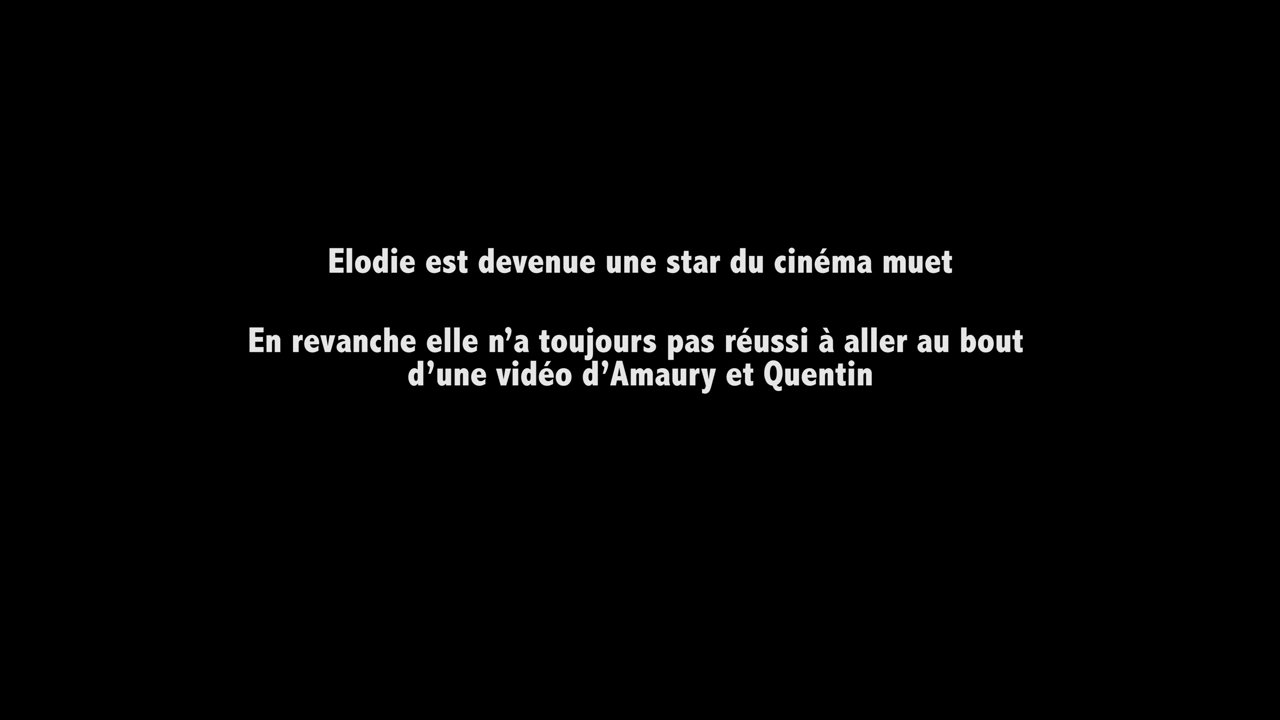 Elodie est devenue une star du cinéma muet
En revanche elle n’a toujours pas réussi à aller au bout
d’une vidéo d’Amaury et Quentin